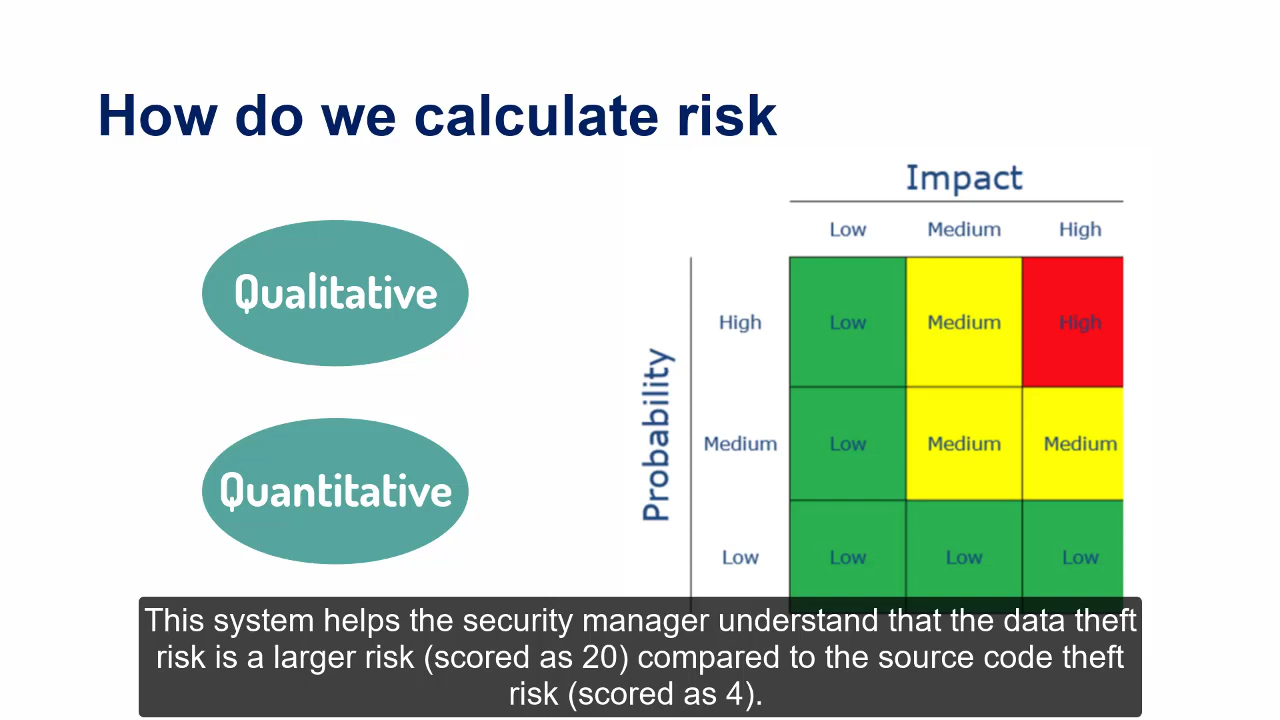 How do we calculate risk
Qualitative
Quantitative
Impact
Low Medium High
Probability
High Low Medium High
Medium Low Medium Medium
Low Low Low Low
This system helps the security manager understand that the data theft
risk is a larger risk (scored as 20) compared to the source code theft
risk (scored as 4).